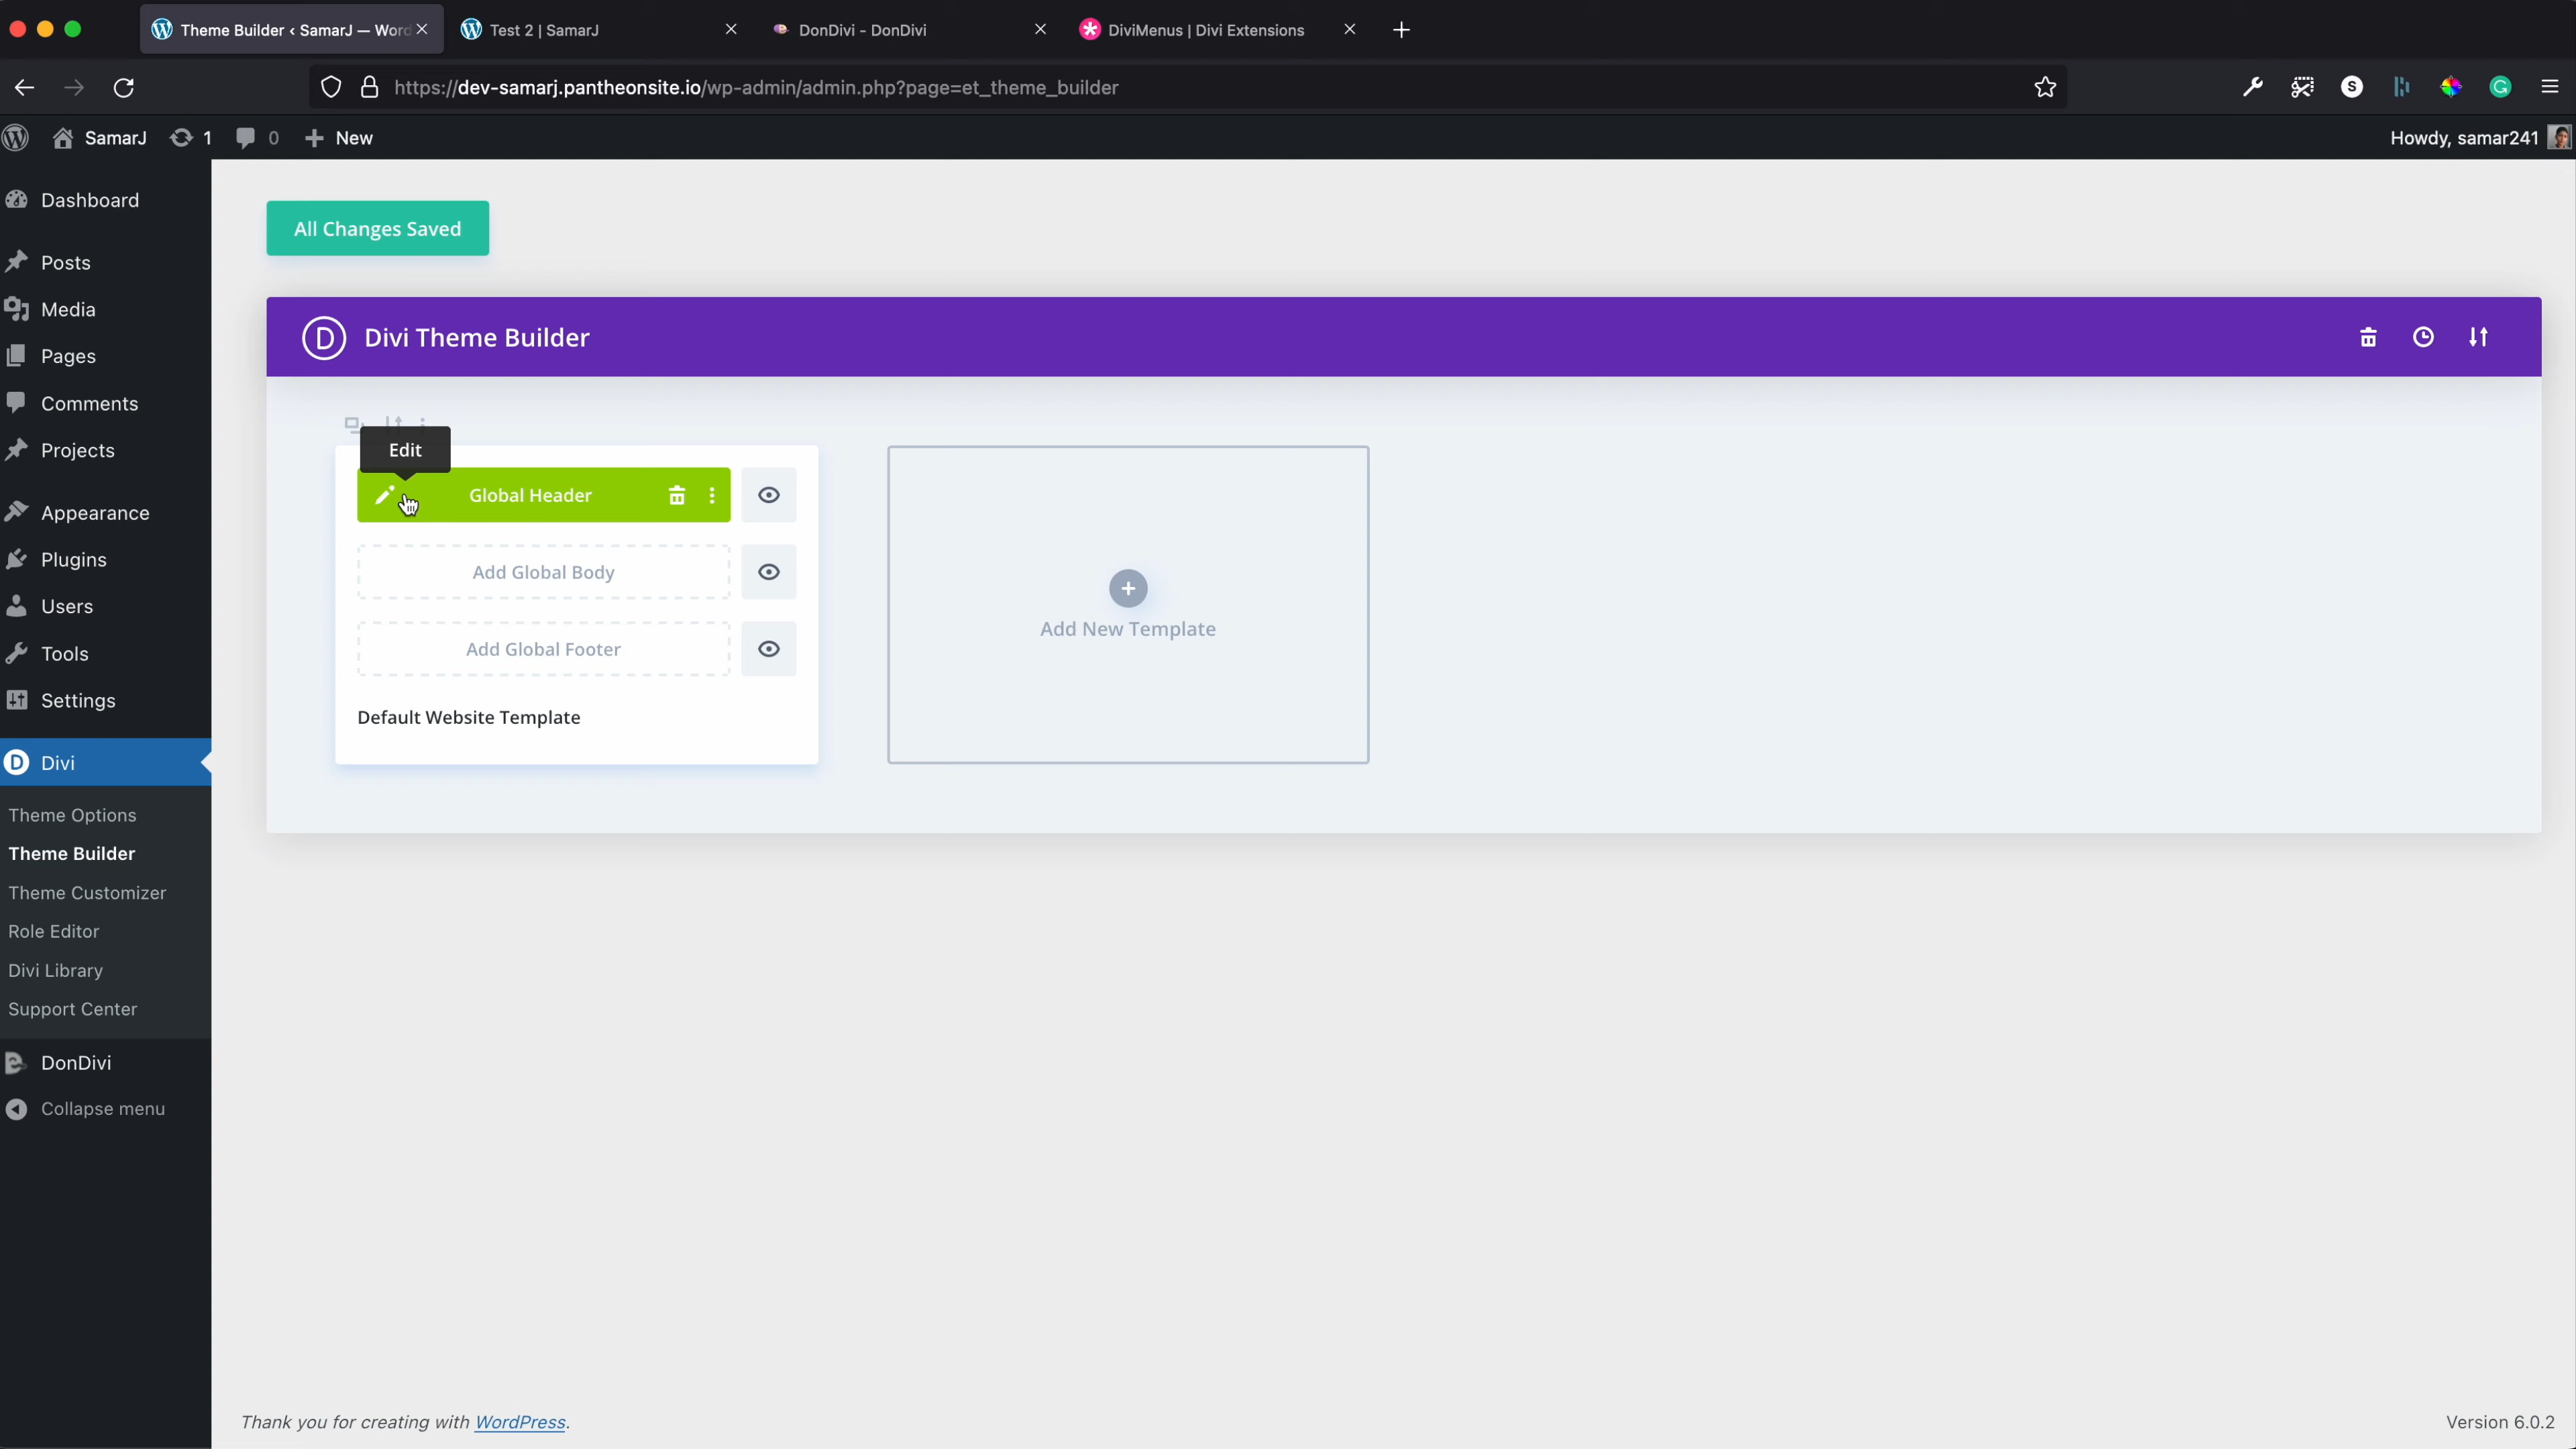 Theme Builder ‹ SamarJ — Word
Test 2 | SamarJ
DonDivi - DonDivi
DiviMenus | Divi Extensions
https://dev-samarj.pantheonsite.io/wp-admin/admin.php?page=et_theme_builder
SamarJ
1
0
New
Howdy, samar241
Dashboard
Posts
Media
Pages
Comments
Projects
Appearance
Plugins
Users
Tools
Settings
Divi
Theme Options
Theme Builder
Theme Customizer
Role Editor
Divi Library
Support Center
DonDivi
Collapse menu
All Changes Saved
Divi Theme Builder
Edit
Global Header
Add Global Body
Add Global Footer
Default Website Template
Add New Template
Thank you for creating with WordPress.
Version 6.0.2